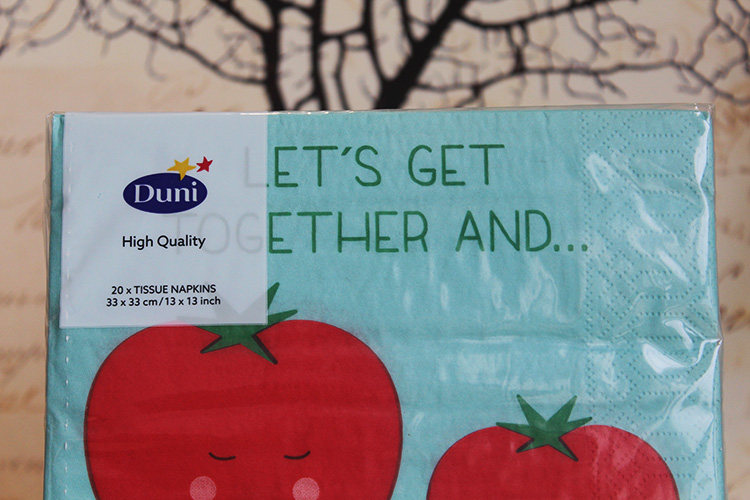 Duni
High Quality
20 x TISSUE NAPKINS
33 x 33 cm / 13 x 13 inch
LET'S GET
TOGETHER AND...